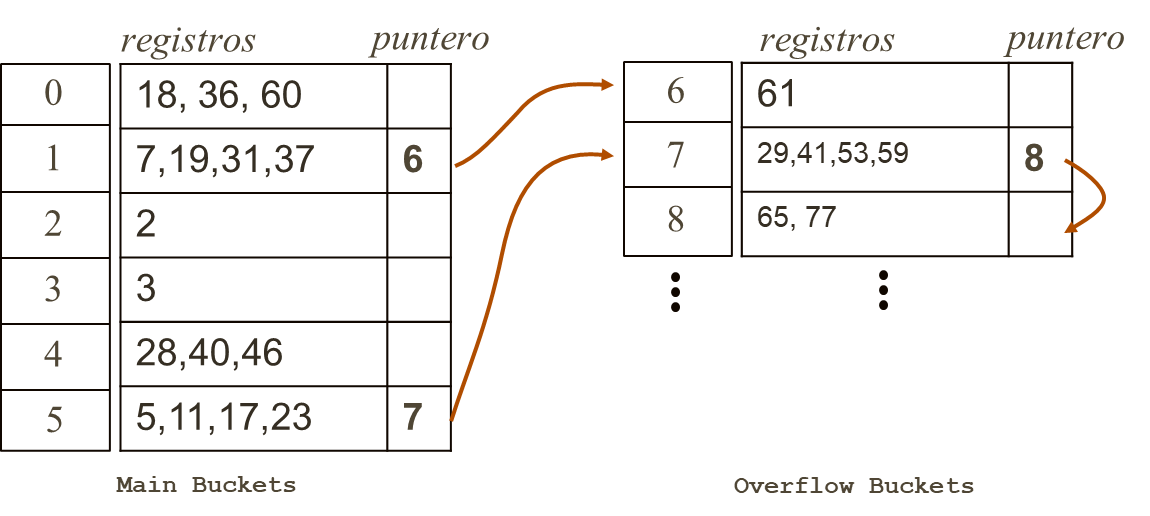 registros puntero
0 18, 36, 60
1 7,19,31,37 6
2 2
3 3
4 28,40,46
5 5,11,17,23 7
Main Buckets
registros puntero
6 61
7 29,41,53,59 8
8 65, 77
Overflow Buckets